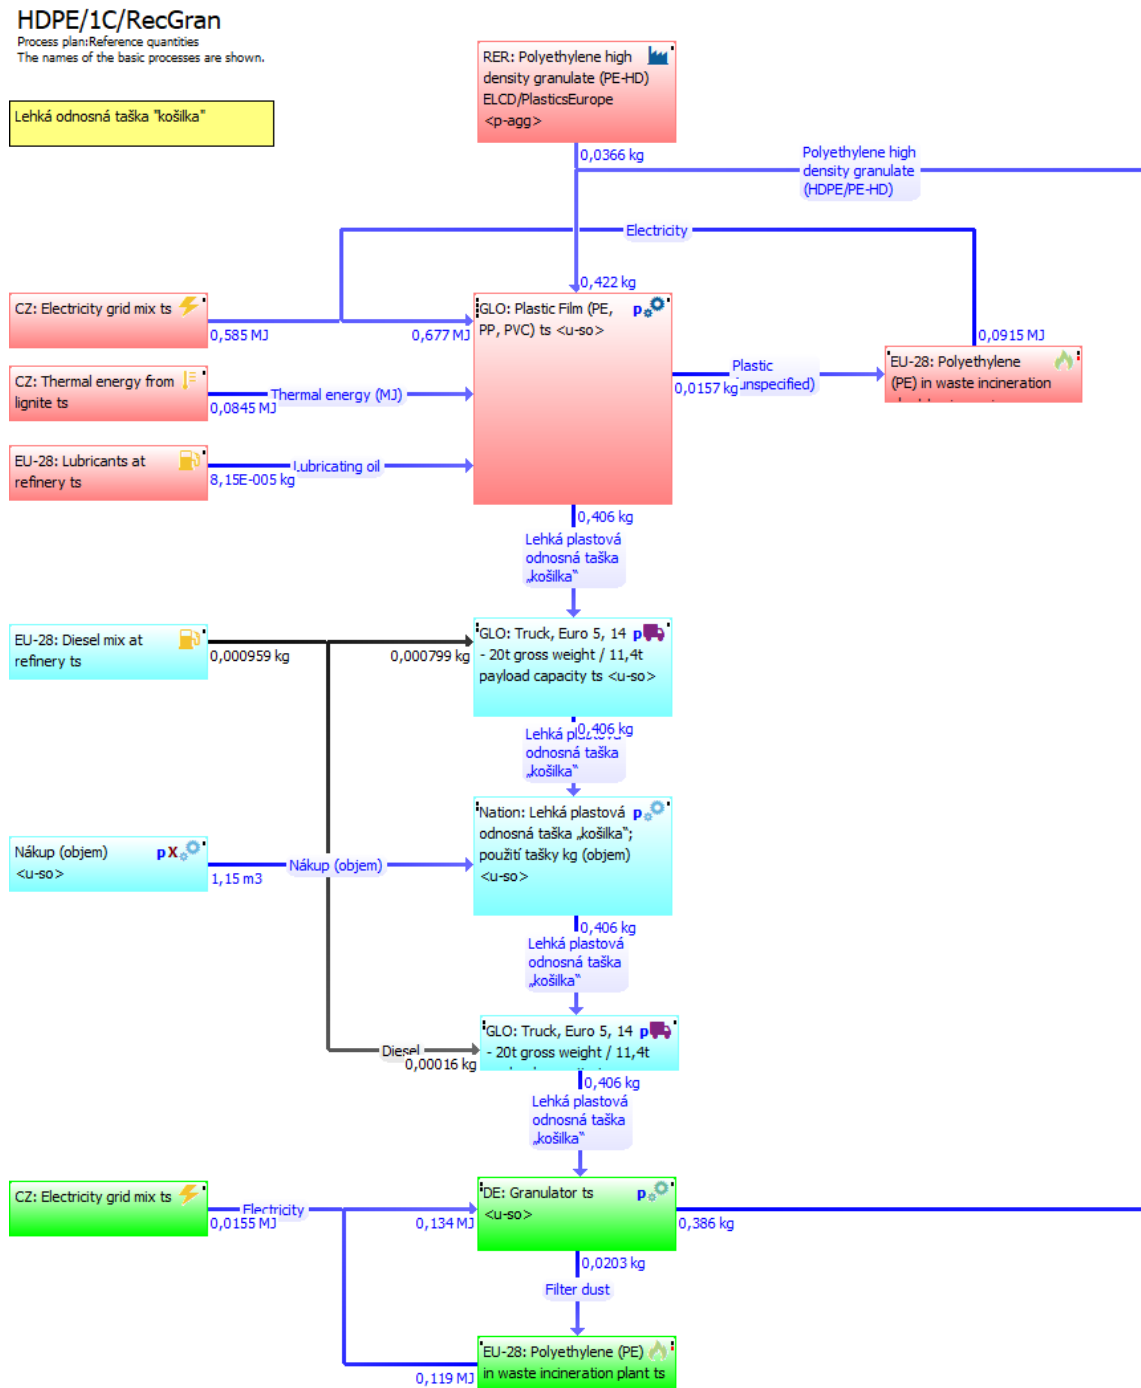 HDPE/1C/RecGran
Process plan:Reference quantities
The names of the basic processes are shown.
Lehká odnosná taška "košilka"
RER: Polyethylene high
density granulate (PE-HD)
ELCD/PlasticsEurope
<p-agg>
0,0366 kg
Polyethylene high
density granulate
(HDPE/PE-HD)
Electricity
0,422 kg
CZ: Electricity grid mix ts
0,585 MJ
0,677 MJ
GLO: Plastic Film (PE,
PP, PVC) ts <u-so>
p
0,0915 MJ
CZ: Thermal energy from
lignite ts
Thermal energy (MJ)
0,0845 MJ
Plastic
(unspecified)
0,0157 kg
EU-28: Polyethylene
(PE) in waste incineration
EU-28: Lubricants at
refinery ts
Lubricating oil
8,15E-005 kg
0,406 kg
Lehká plastová
odnosná taška
„košilka“
EU-28: Diesel mix at
refinery ts
0,000959 kg
0,000799 kg
GLO: Truck, Euro 5, 14
p
- 20t gross weight / 11,4t
payload capacity ts <u-so>
0,406 kg
Lehká plastová
odnosná taška
„košilka“
Nákup (objem)
pX
<u-so>
Nákup (objem)
1,15 m3
Nation: Lehká plastová
p
odnosná taška „košilka“;
použití tašky kg (objem)
<u-so>
0,406 kg
Lehká plastová
odnosná taška
„košilka“
Diesel
0,00016 kg
GLO: Truck, Euro 5, 14
p
- 20t gross weight / 11,4t
0,406 kg
Lehká plastová
odnosná taška
„košilka“
CZ: Electricity grid mix ts
Electricity
0,0155 MJ
0,134 MJ
DE: Granulator ts
p
<u-so>
0,386 kg
0,0203 kg
Filter dust
EU-28: Polyethylene (PE)
in waste incineration plant ts
0,119 MJ